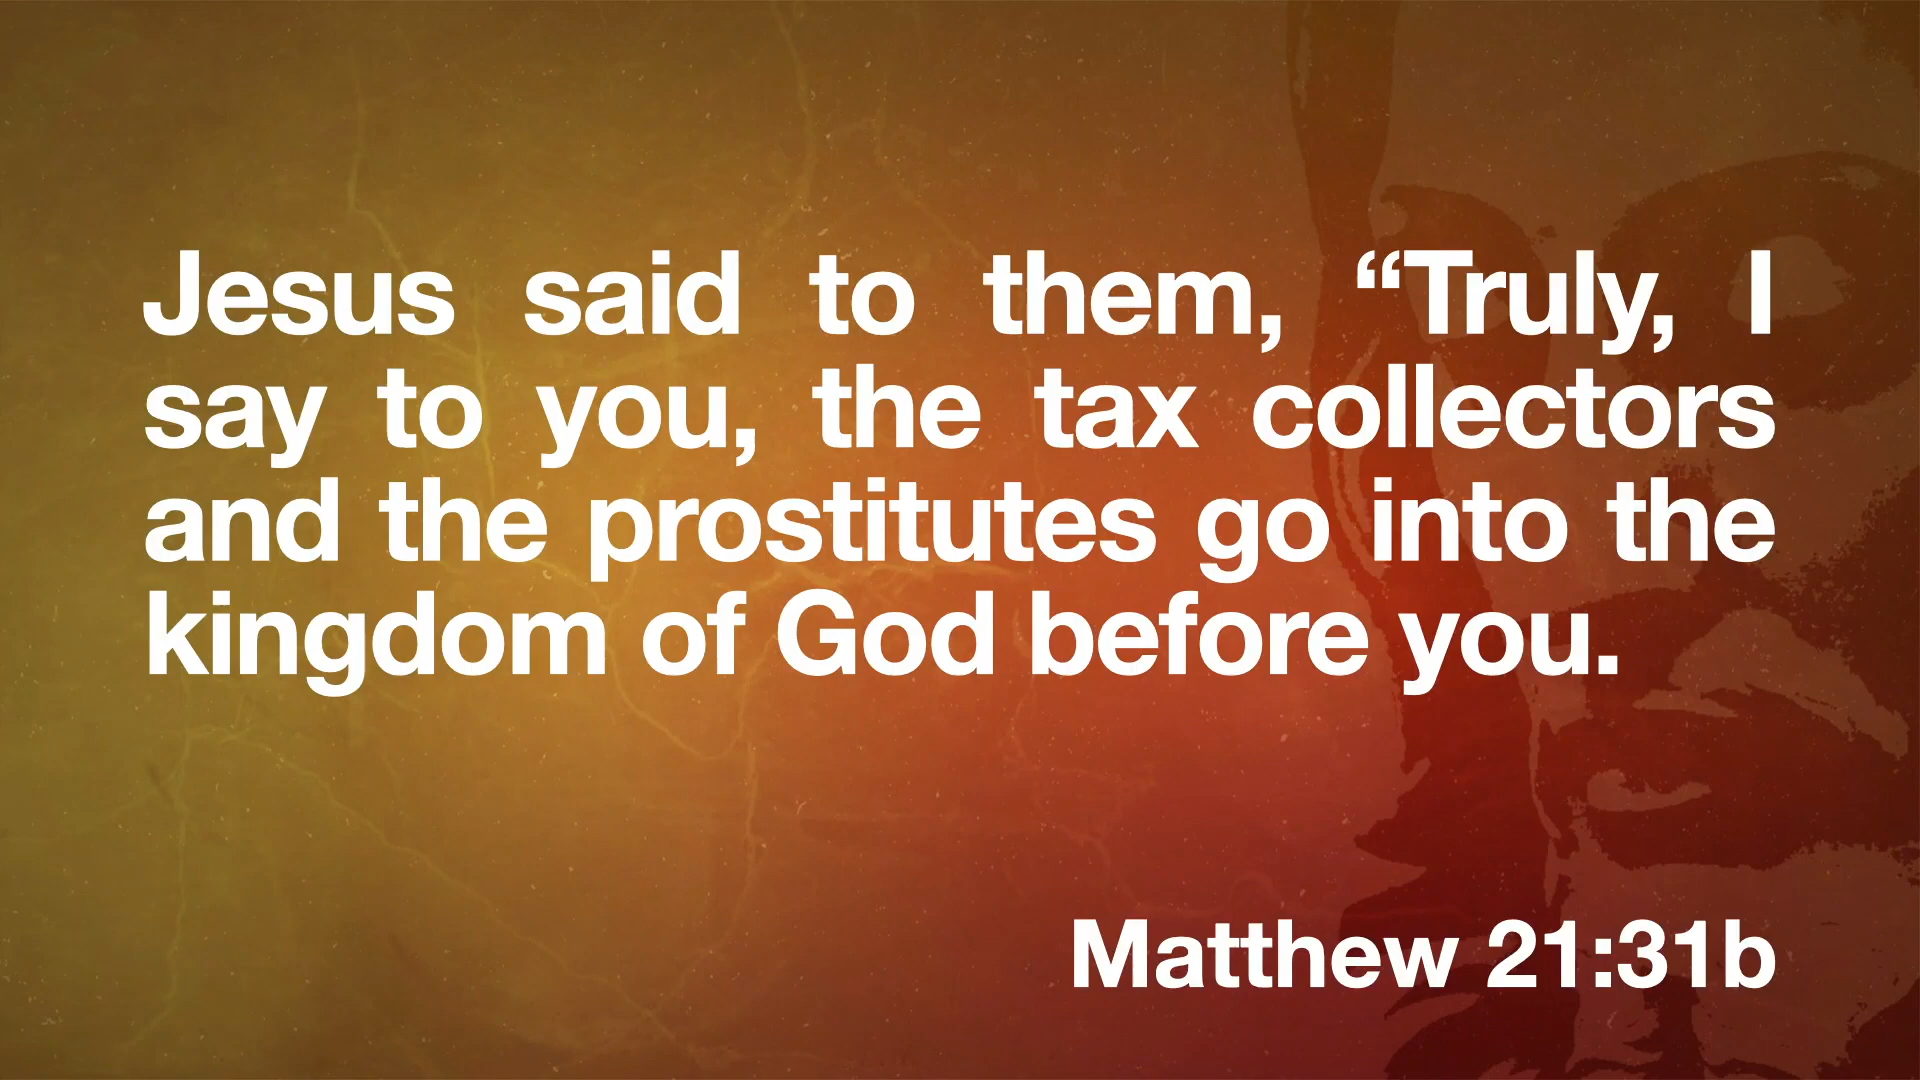 Jesus said to them, “Truly, I
say to you, the tax collectors
and the prostitutes go into the
kingdom of God before you.
Matthew 21:31b